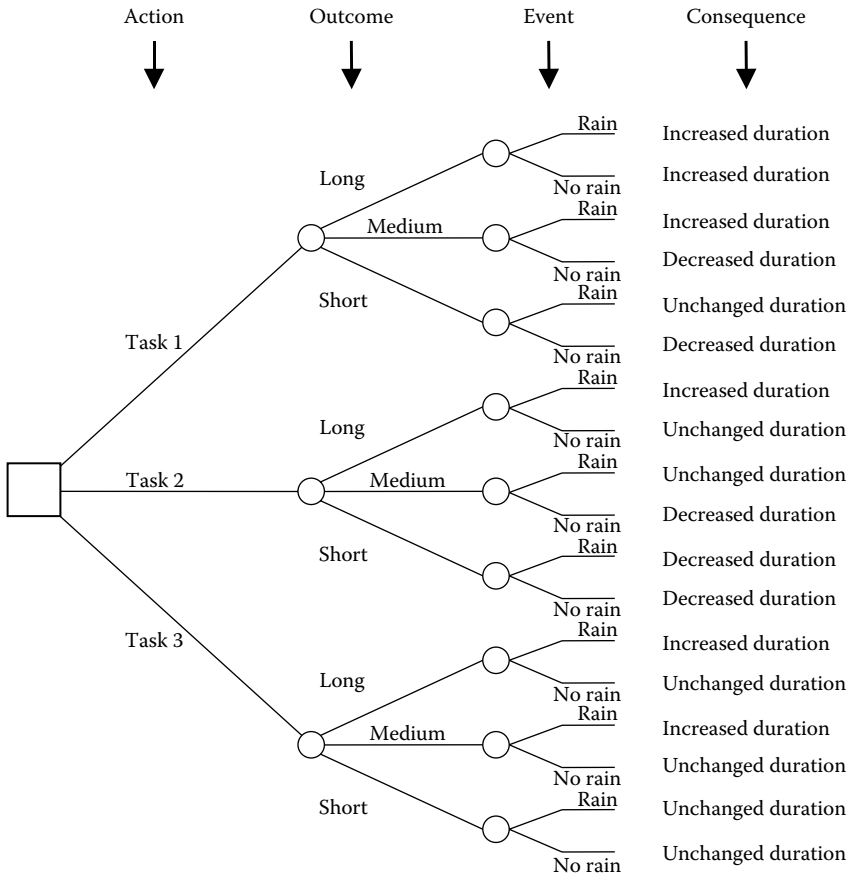 Action Outcome Event Consequence
Rain Increased duration
Long
No rain Increased duration
Rain Increased duration
Medium
No rain Decreased duration
Rain Unchanged duration
Short
No rain Decreased duration
Task 1
Rain Increased duration
Long
No rain Unchanged duration
Rain Unchanged duration
Task 2 Medium
No rain Decreased duration
Rain Decreased duration
Short
No rain Decreased duration
Task 3
Rain Increased duration
Long
No rain Unchanged duration
Rain Increased duration
Medium
No rain Unchanged duration
Rain Unchanged duration
Short
No rain Unchanged duration